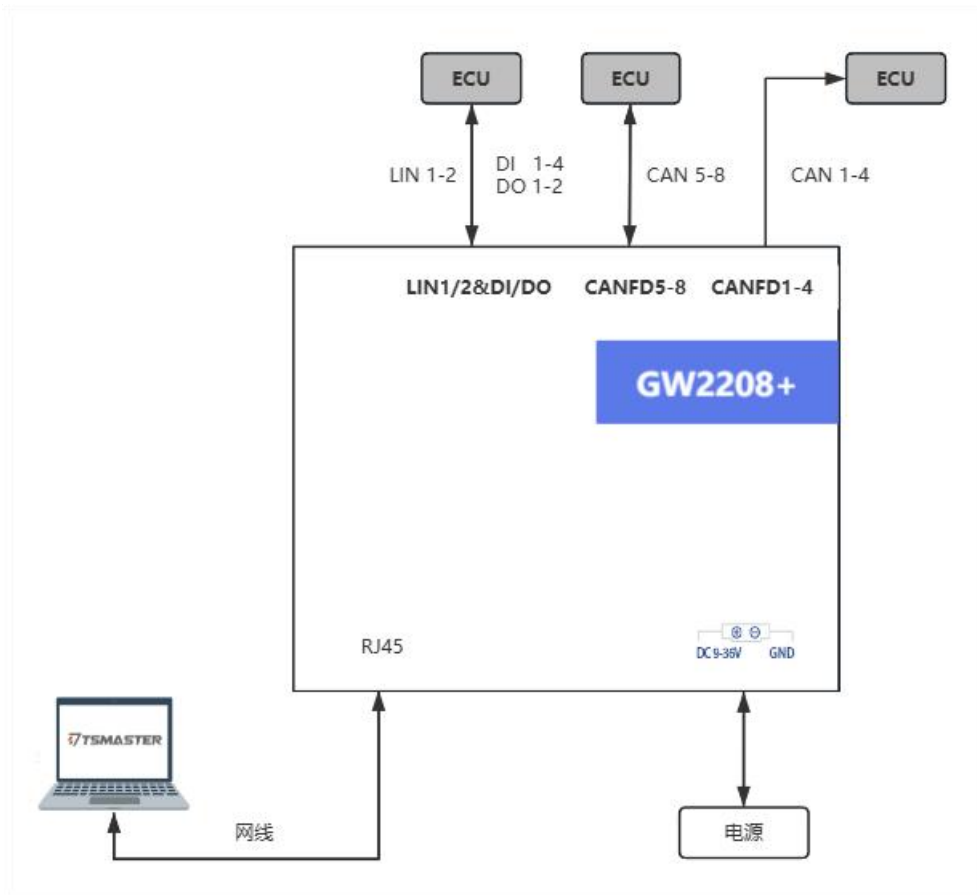 ECU
ECU
ECU
LIN 1-2
DI 1-4
DO 1-2
CAN 5-8
CAN 1-4
LIN1/2&DI/DO
CANFD5-8
CANFD1-4
GW2208+
RJ45
DC 9-36V
GND
TSMASTER
网线
电源